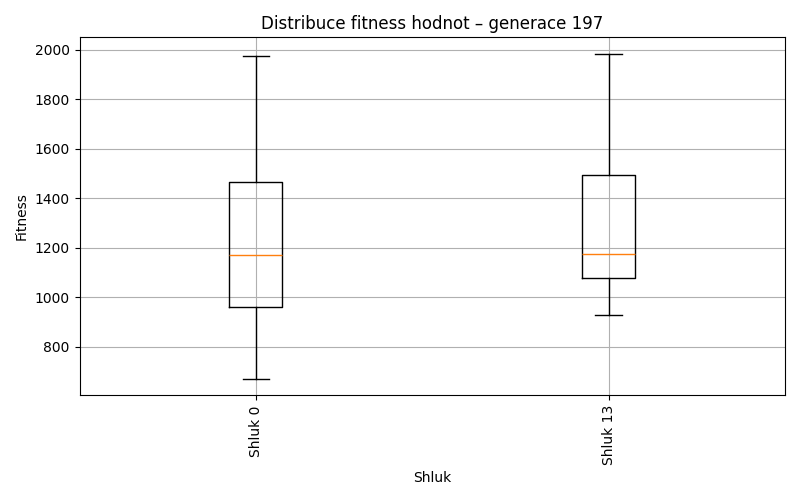 Distribuce fitness hodnot – generace 197
Fitness
2000
1800
1600
1400
1200
1000
800
Shluk 0
Shluk 13
Shluk